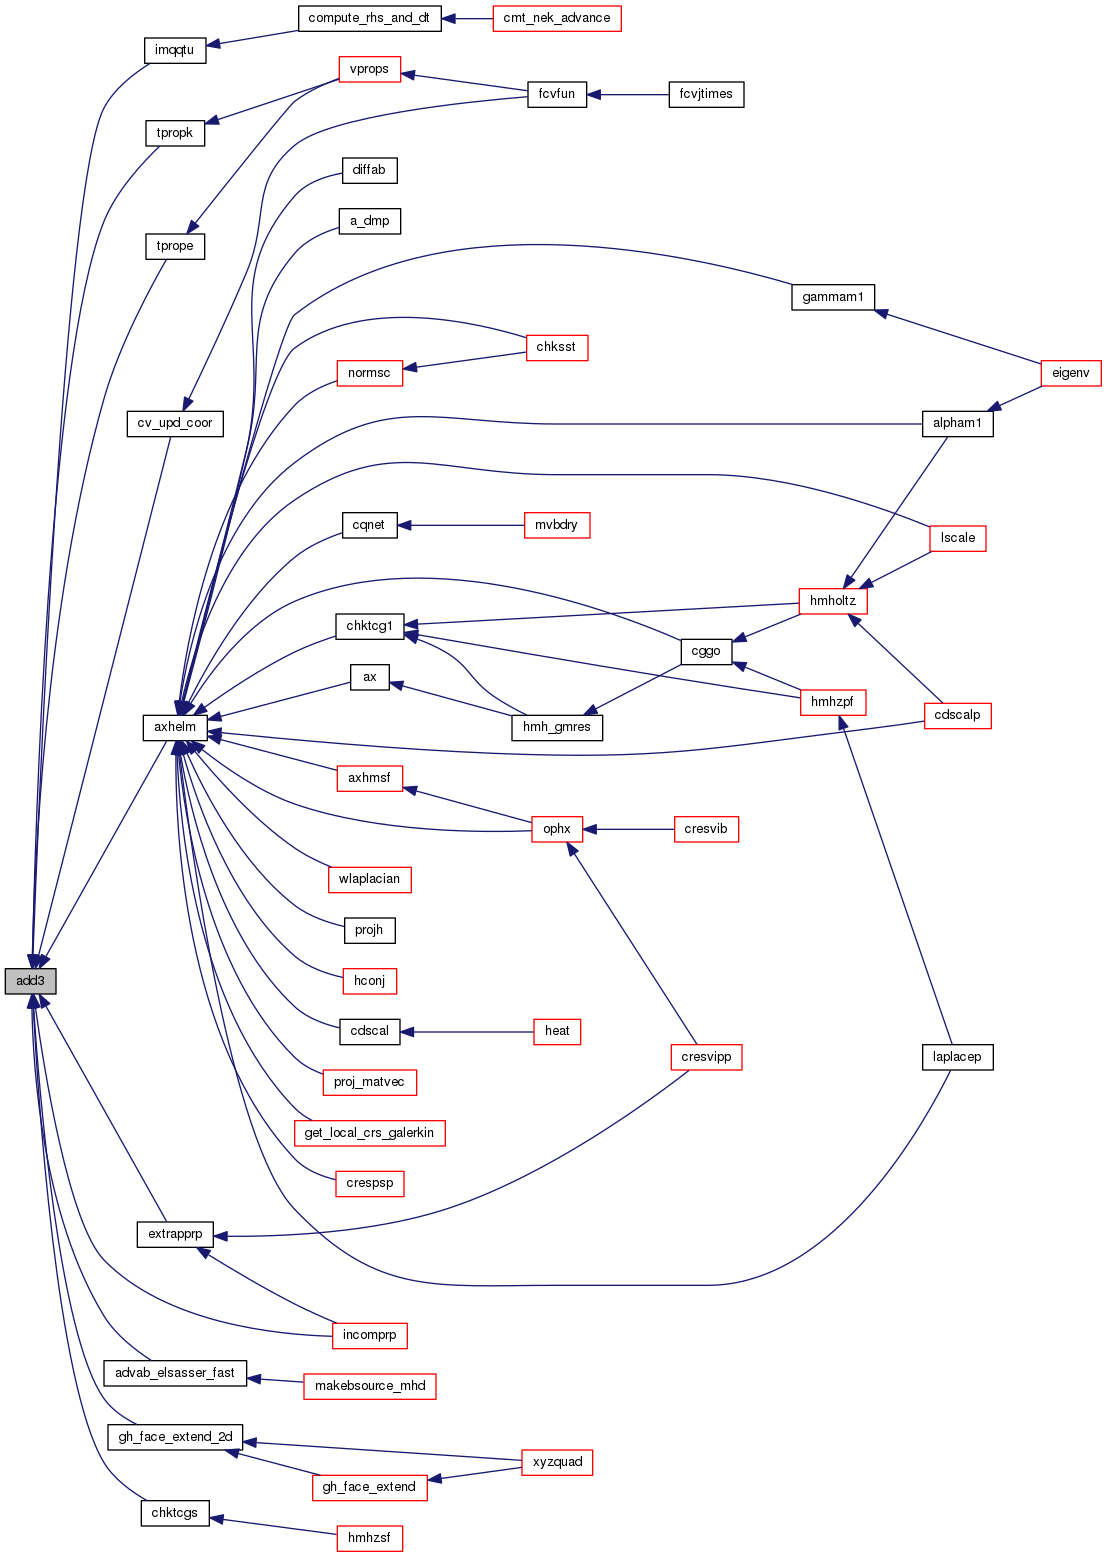 compute_rhs_and_dt
cmt_nek_advance
imqqtu
vprops
fcvfun
fcvjtimes
tpropk
diffab
a_dmp
tprope
gammam1
chksst
normsc
eigenv
cv_upd_coor
alpham1
cqnet
mvbdry
lscale
hmholtz
chktcg1
cggo
ax
hmhzpf
cdscalp
axhelm
hmh_gmres
axhmsf
ophx
cresvib
wlaplacian
projh
add3
hconj
cdscal
heat
cresvipp
laplacep
proj_matvec
get_local_crs_galerkin
crespsp
extrapprp
incomprp
advab_elsasser_fast
makebsource_mhd
gh_face_extend_2d
xyzquad
gh_face_extend
chktcgs
hmhzsf